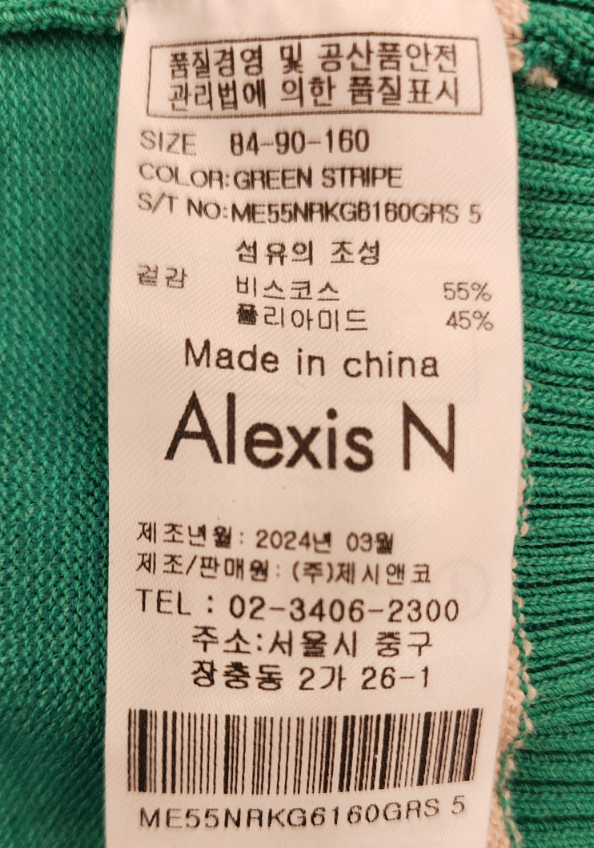 품질경영 및 공산품안전
관리법에 의한 품질표시
SIZE 84-90-160
COLOR:GREEN STRIPE
S/T NO:ME55NRKG6160GRS 5
섬유의 조성
겉감 비스코스 55%
폴리아미드 45%
Made in china
Alexis N
제조년월: 2024년 03월
제조/판매원: (주)제시앤코
TEL : 02-3406-2300
주소:서울시 중구
장충동 2가 26-1
ME55NRKG6160GRS 5